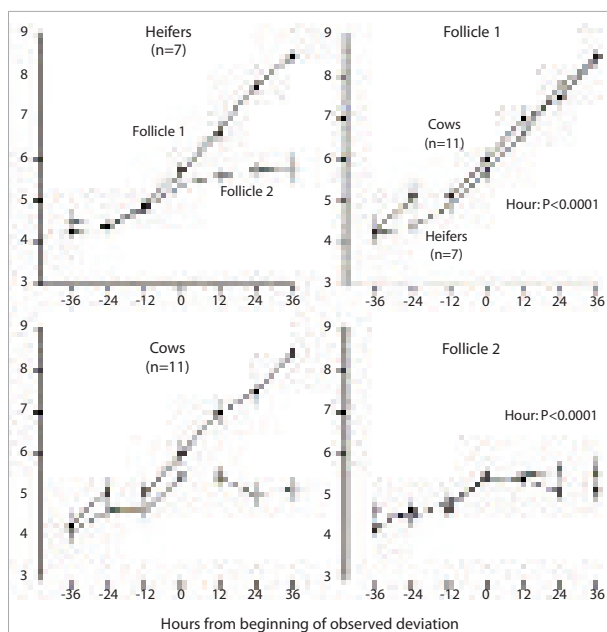 Heifers
(n=7)
9
8
7
6
5
4
3
Follicle 1
Follicle 2
-36 -24 -12 0 12 24 36
Follicle 1
9
8
7
6
5
4
3
Cows
(n=11)
Hour: P<0.0001
Heifers
(n=7)
-36 -24 -12 0 12 24 36
Cows
(n=11)
9
8
7
6
5
4
3
-36 -24 -12 0 12 24 36
Follicle 2
9
8
7
6
5
4
3
Hour: P<0.0001
-36 -24 -12 0 12 24 36
Hours from beginning of observed deviation